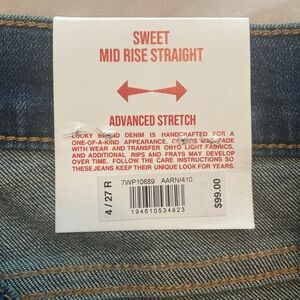 SWEET
MID RISE STRAIGHT
ADVANCED STRETCH
LUCKY BRAND DENIM IS HANDCRAFTED FOR A
ONE-OF-A-KIND APPEARANCE. COLORS MAY FADE
WITH WEAR AND TRANSFER ONTO LIGHT FABRICS,
AND ADDITIONAL RIPS AND FRAYS MAY DEVELOP
OVER TIME. FOLLOW THE CARE INSTRUCTIONS SO
THESE JEANS KEEP THEIR UNIQUE LOOK FOR YEARS.
4 / 27 R
7WP10689 AARN/410
194610534823
$99.00